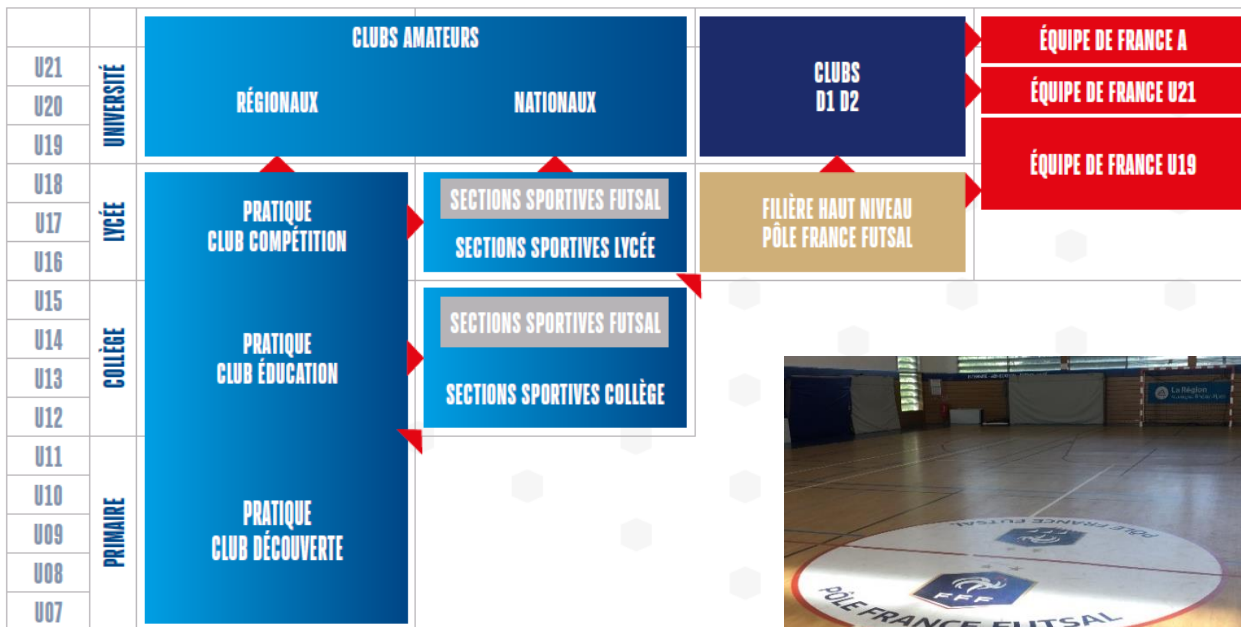 CLUBS AMATEURS
RÉGIONAUX
NATIONAUX
CLUBS
D1 D2
ÉQUIPE DE FRANCE A
ÉQUIPE DE FRANCE U21
ÉQUIPE DE FRANCE U19
U21
U20
U19
UNIVERSITÉ
U18
U17
U16
LYCÉE
PRATIQUE
CLUB COMPÉTITION
SECTIONS SPORTIVES FUTSAL
SECTIONS SPORTIVES LYCÉE
FILIÈRE HAUT NIVEAU
PÔLE FRANCE FUTSAL
U15
U14
U13
U12
COLLÈGE
PRATIQUE
CLUB ÉDUCATION
SECTIONS SPORTIVES FUTSAL
SECTIONS SPORTIVES COLLÈGE
U11
U10
U09
U08
U07
PRIMAIRE
PRATIQUE
CLUB DÉCOUVERTE
La Région
PÔLE FRANCE FUTSAL
FFF
PÔLE FRANCE FUTSAL